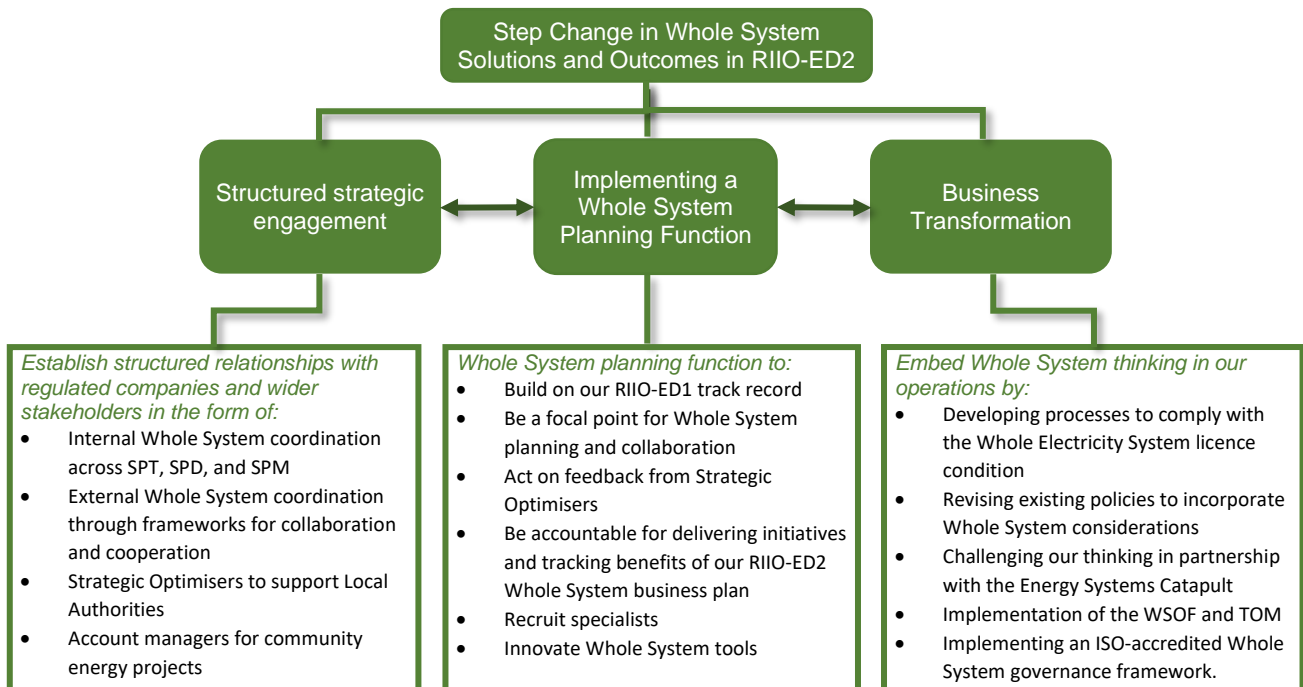 Step Change in Whole System
Solutions and Outcomes in RIIO-ED2
Structured strategic
engagement
Implementing a
Whole System
Planning Function
Business
Transformation
Establish structured relationships with
regulated companies and wider
stakeholders in the form of:
• Internal Whole System coordination
across SPT, SPD, and SPM
• External Whole System coordination
through frameworks for collaboration
and cooperation
• Strategic Optimisers to support Local
Authorities
• Account managers for community
energy projects
Whole System planning function to:
• Build on our RIIO-ED1 track record
• Be a focal point for Whole System
planning and collaboration
• Act on feedback from Strategic
Optimisers
• Be accountable for delivering initiatives
and tracking benefits of our RIIO-ED2
Whole System business plan
• Recruit specialists
• Innovate Whole System tools
Embed Whole System thinking in our
operations by:
• Developing processes to comply with
the Whole Electricity System licence
condition
• Revising existing policies to incorporate
Whole System considerations
• Challenging our thinking in partnership
with the Energy Systems Catapult
• Implementation of the WSOF and TOM
• Implementing an ISO-accredited Whole
System governance framework.